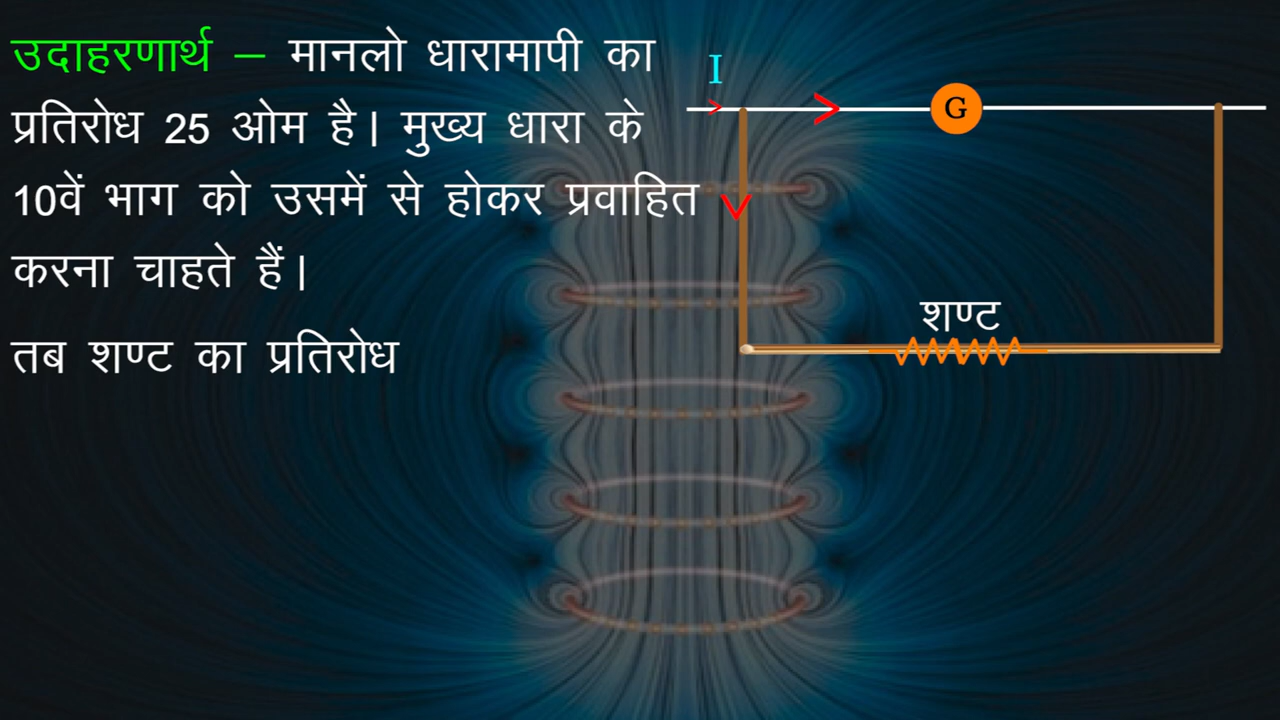 उदाहरणार्थ – मानलो धारामापी का
प्रतिरोध 25 ओम है। मुख्य धारा के
10वें भाग को उसमें से होकर प्रवाहित
करना चाहते हैं।
तब शण्ट का प्रतिरोध
I
G
शण्ट